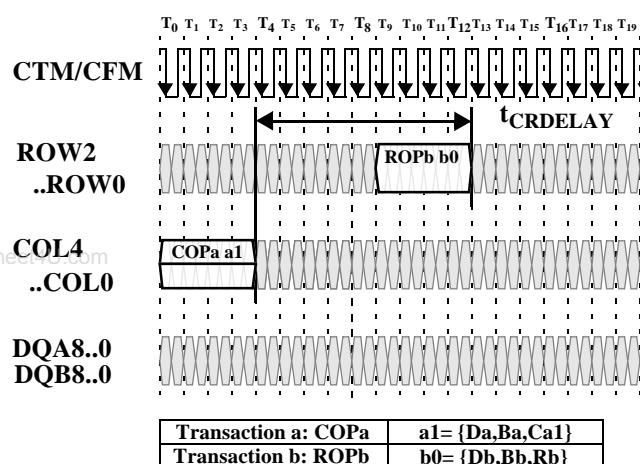 T0 T1 T2 T3 T4 T5 T6 T7 T8 T9 T10 T11 T12 T13 T14 T15 T16 T17 T18 T19
CTM/CFM
tCRDELAY
ROW2
..ROW0
ROPb b0
COL4
..COL0
COPa a1
DQA8..0
DQB8..0
Transaction a: COPa a1= {Da,Ba,Ca1}
Transaction b: ROPb b0= {Db,Bb,Rb}